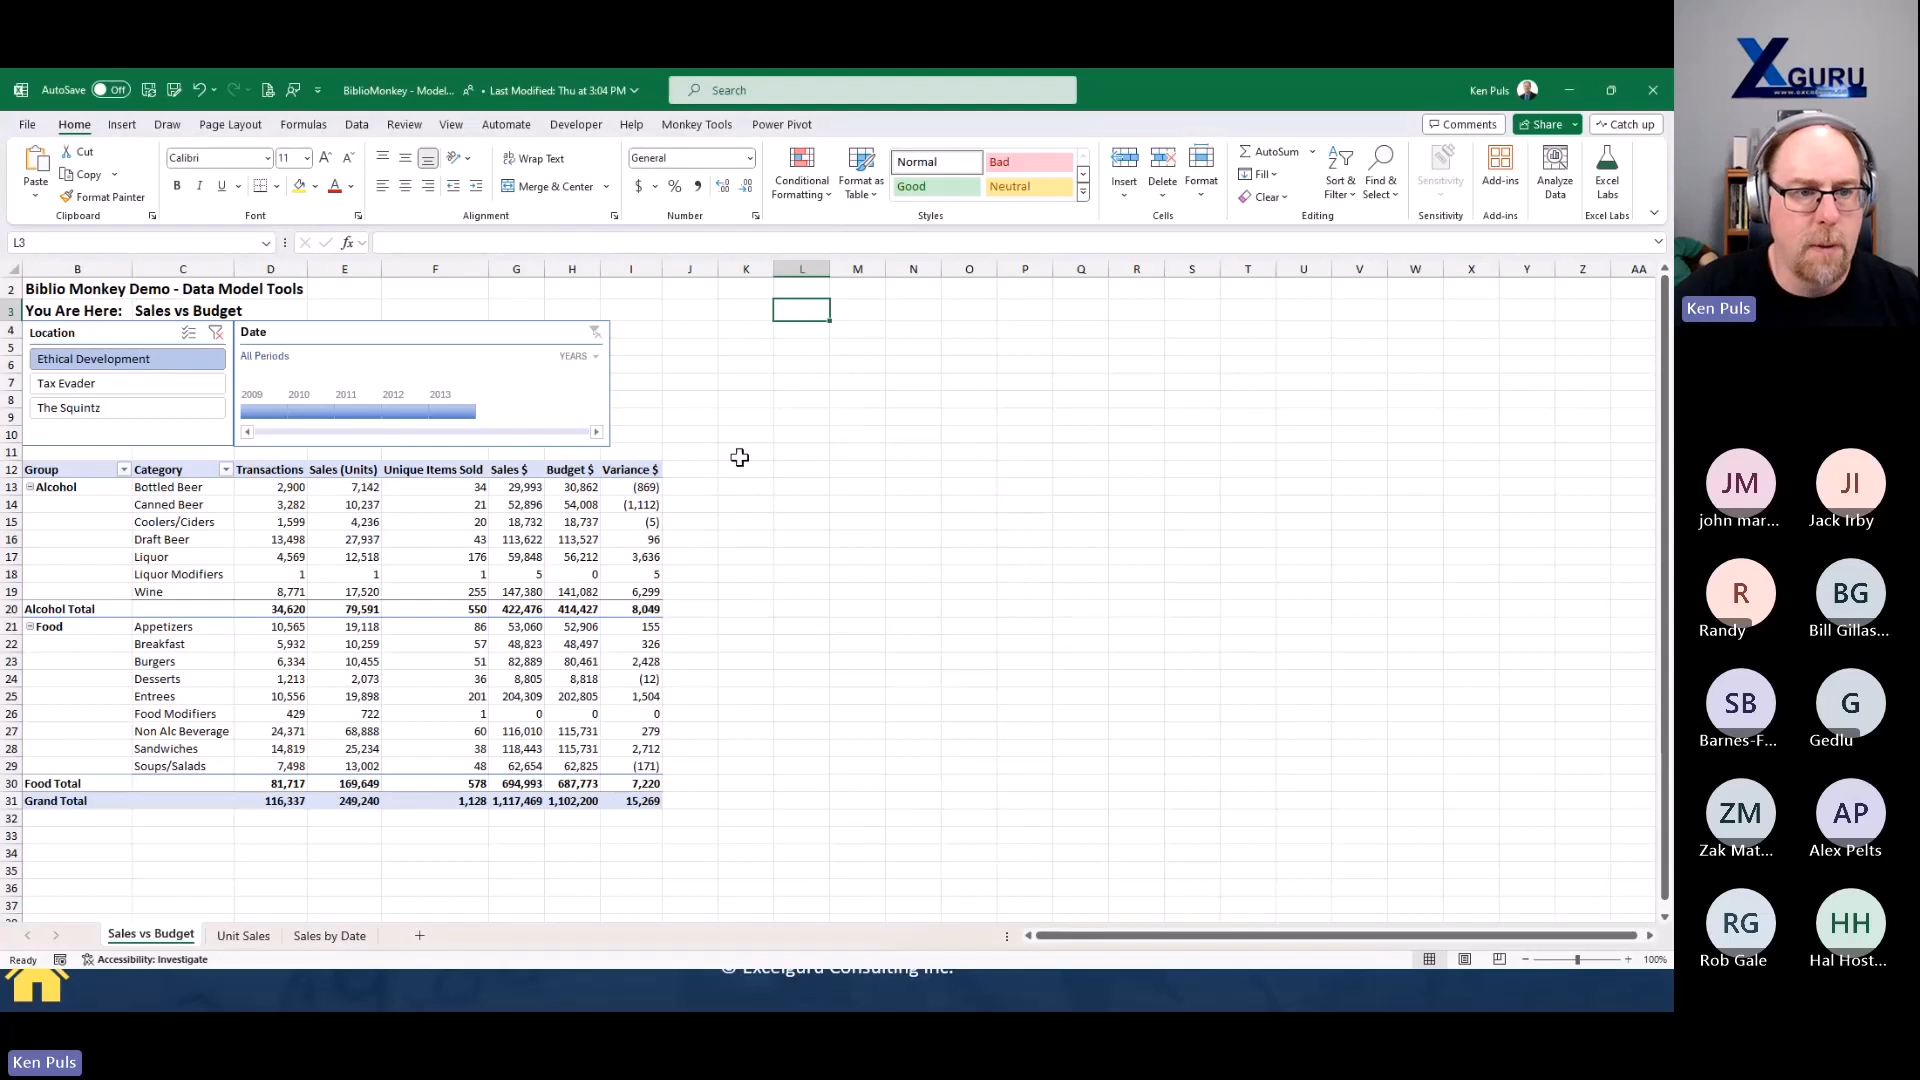 AutoSave Off BiblioMonkey - Model... • Last Modified: Thu at 3:04 PM Search Ken Puls
File Home Insert Draw Page Layout Formulas Data Review View Automate Developer Help Monkey Tools Power Pivot Comments Share Catch up
Paste Cut Copy Format Painter Clipboard
Calibri 11 B I U Font
Wrap Text Merge & Center Alignment
General $ % Number
Conditional Formatting Format as Table Normal Bad Good Neutral Styles
Insert Delete Format Cells
AutoSum Fill Clear Sort & Filter Find & Select Editing
Sensitivity Sensitivity
Add-ins Add-ins
Analyze Data
Excel Labs Excel Labs
L3 fx
B C D E F G H I J K L M N O P Q R S T U V W X Y Z AA
2 Biblio Monkey Demo - Data Model Tools
3 You Are Here: Sales vs Budget
4 Location Date
5 All Periods YEARS
6 Ethical Development
7 Tax Evader
8 The Squintz 2009 2010 2011 2012 2013
9
10
11
12 Group Category Transactions Sales (Units) Unique Items Sold Sales $ Budget $ Variance $
13 Alcohol Bottled Beer 2,900 7,142 34 29,993 30,862 (869)
14 Canned Beer 3,282 10,237 21 52,896 54,008 (1,112)
15 Coolers/Ciders 1,599 4,236 20 18,732 18,737 (5)
16 Draft Beer 13,498 27,937 43 113,622 113,527 96
17 Liquor 4,569 12,518 176 59,848 56,212 3,636
18 Liquor Modifiers 1 1 1 5 0 5
19 Wine 8,771 17,520 255 147,380 141,082 6,299
20 Alcohol Total 34,620 79,591 550 422,476 414,427 8,049
21 Food Appetizers 10,565 19,118 86 53,060 52,906 155
22 Breakfast 5,932 10,259 57 48,823 48,497 326
23 Burgers 6,334 10,455 51 82,889 80,461 2,428
24 Desserts 1,213 2,073 36 8,805 8,818 (12)
25 Entrees 10,556 19,898 201 204,309 202,805 1,504
26 Food Modifiers 429 722 1 0 0 0
27 Non Alc Beverage 24,371 68,888 60 116,010 115,731 279
28 Sandwiches 14,819 25,234 38 118,443 115,731 2,712
29 Soups/Salads 7,498 13,002 48 62,654 62,825 (171)
30 Food Total 81,717 169,649 578 694,993 687,773 7,220
31 Grand Total 116,337 249,240 1,128 1,117,469 1,102,200 15,269
32
33
34
35
36
37
Sales vs Budget Unit Sales Sales by Date
Ready Accessibility: Investigate 100%
© Excelguru Consulting Inc.
Ken Puls
XGURU
Ken Puls
JM JI
john mar... Jack Irby
R BG
Randy Bill Gillas...
SB G
Barnes-F... Gedlu
ZM AP
Zak Mat... Alex Pelts
RG HH
Rob Gale Hal Host...